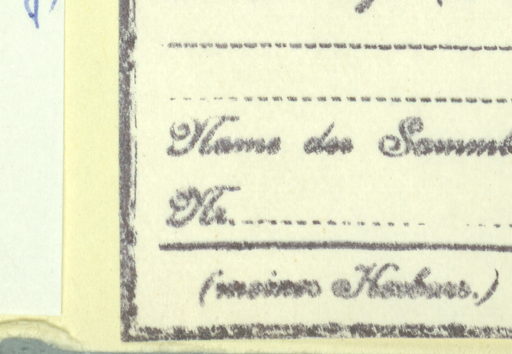 Name des Samml
Nr.
(meines Herbars.)